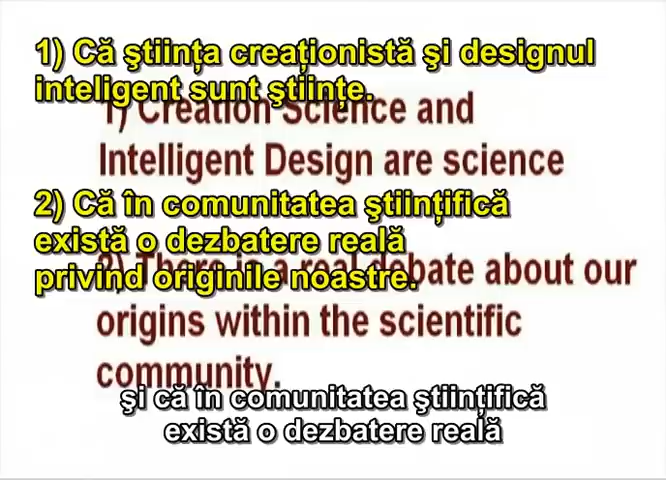 1) Că ştiinţa creaţionistă şi designul
inteligent sunt ştiinţe.
1) Creation Science and
Intelligent Design are science
2) Că în comunitatea ştiinţifică
există o dezbatere reală
privind originile noastre.
2) There is a real debate about our
origins within the scientific
community.
şi că în comunitatea ştiinţifică
există o dezbatere reală